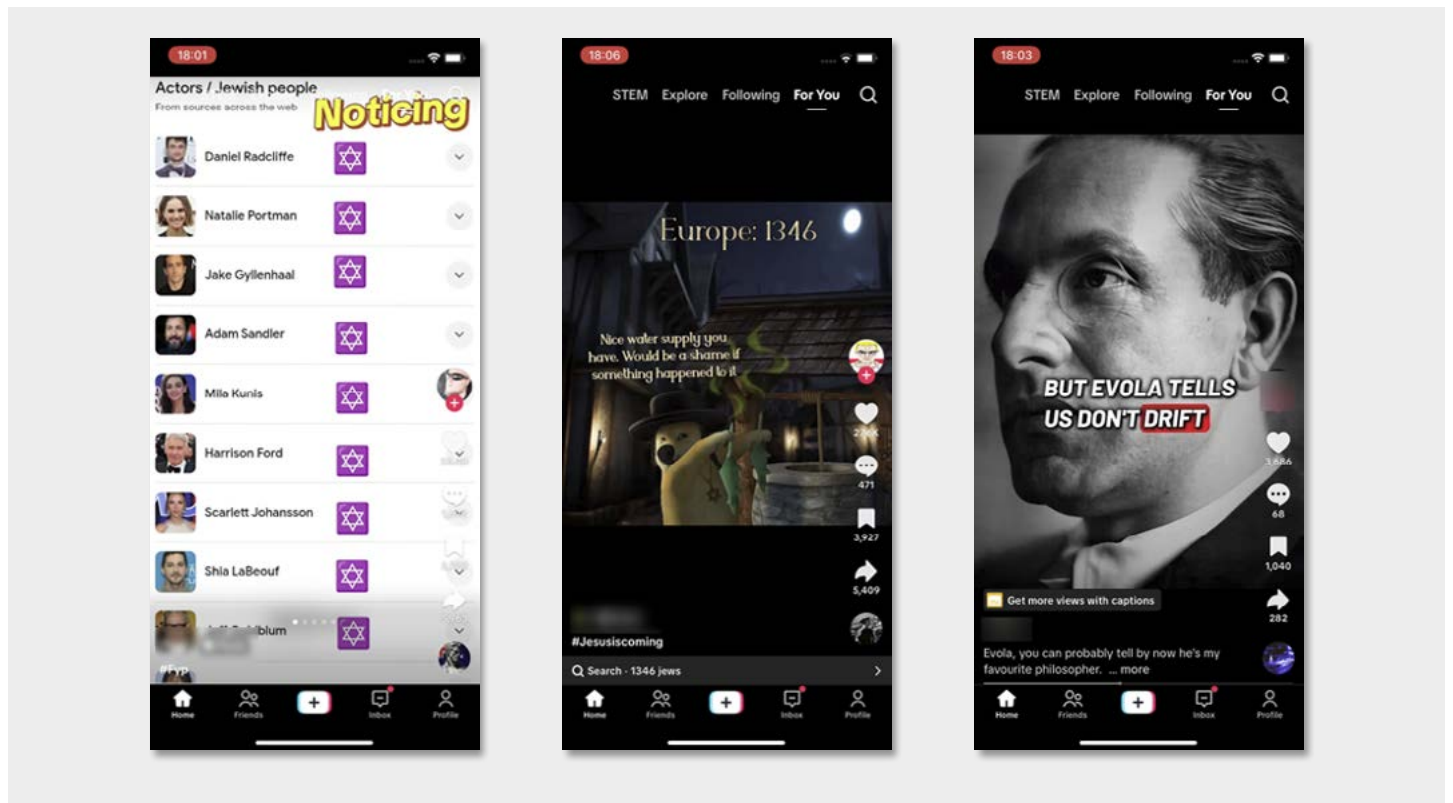 18:01
Actors / Jewish people
From sources across the web
Noticing
Daniel Radcliffe
Natalie Portman
Jake Gyllenhaal
Adam Sandler
Mila Kunis
Harrison Ford
Scarlett Johansson
Shia LaBeouf
#Fyp
Home
Friends
Inbox
Profile
18:06
STEM
Explore
Following
For You
Europe: 1346
Nice water supply you
have. Would be a shame if
something happened to it
471
3,927
5,409
#Jesusiscoming
Search · 1346 jews
Home
Friends
Inbox
Profile
18:03
STEM
Explore
Following
For You
BUT EVOLA TELLS
US DON'T DRIFT
3,686
68
1,040
282
Get more views with captions
Evola, you can probably tell by now he's my
favourite philosopher. ... more
Home
Friends
Inbox
Profile